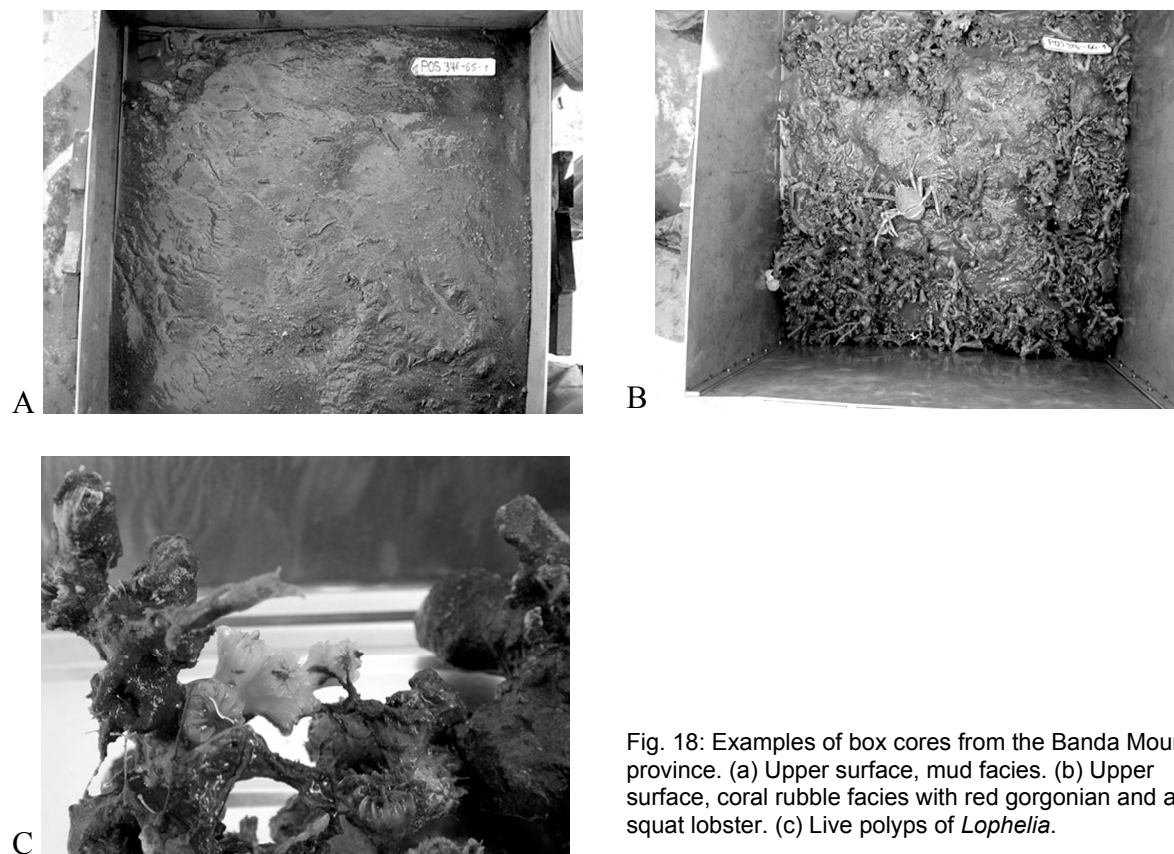 POS 346-65-1
A
B
C
Fig. 18: Examples of box cores from the Banda Mour
province. (a) Upper surface, mud facies. (b) Upper
surface, coral rubble facies with red gorgonian and a
squat lobster. (c) Live polyps of Lophelia.